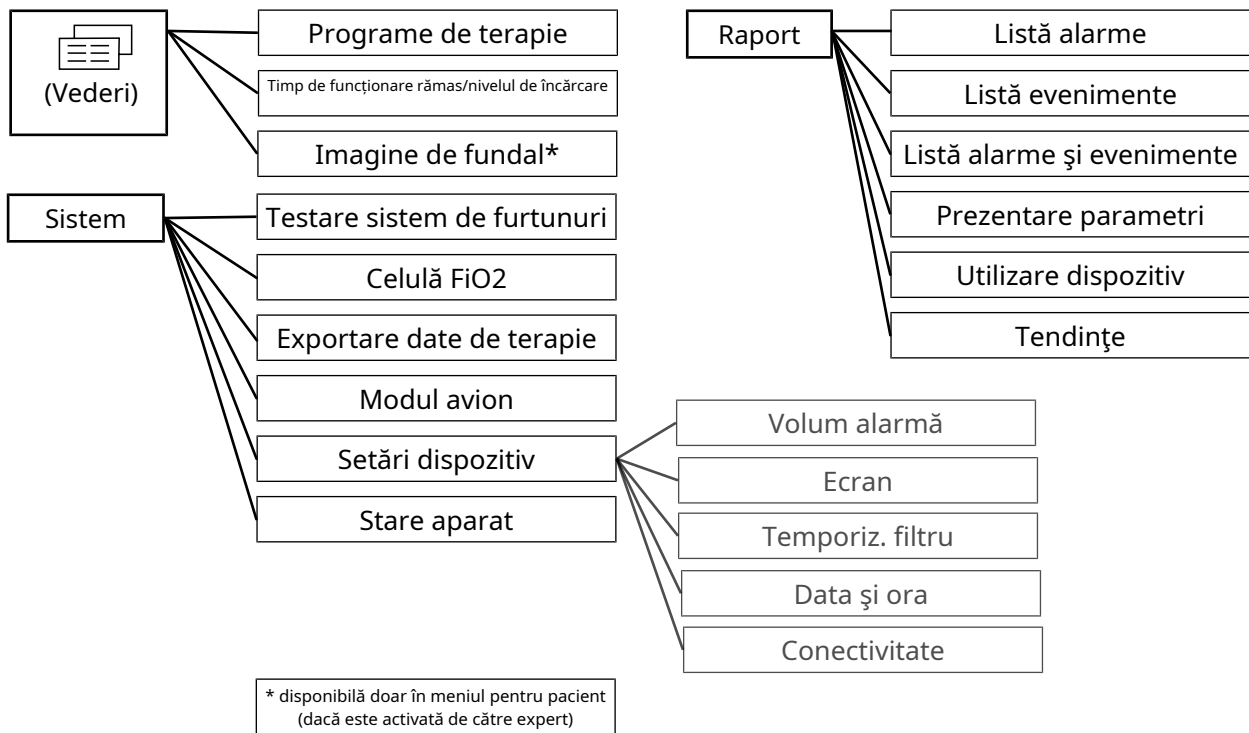 (Vederi)
Programe de terapie
Timp de funcționare rămas/nivelul de încărcare
Imagine de fundal*
Sistem
Testare sistem de furtunuri
Celulă FiO2
Exportare date de terapie
Modul avion
Setări dispozitiv
Stare aparat
Volum alarmă
Ecran
Temporiz. filtru
Data şi ora
Conectivitate
Raport
Listă alarme
Listă evenimente
Listă alarme şi evenimente
Prezentare parametri
Utilizare dispozitiv
Tendinţe
* disponibilă doar în meniul pentru pacient
(dacă este activată de către expert)